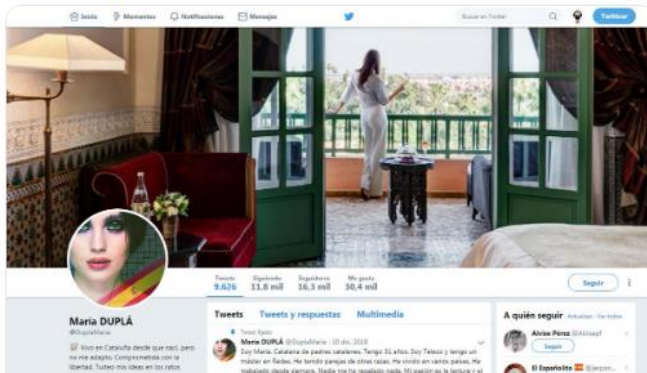 Inicio Momentos Notificaciones Mensajes Buscar en Twitter Twittear
Tweets Siguiendo Seguidores Me gusta
9.626 11,8 mil 16,3 mil 30,4 mil
Seguir
María DUPLÁ
@DuplaMaria
Vivo en Cataluña desde que nací, pero
no me adapto. Comprometida con la
libertad. Tuiteo mis ideas en los ratos
Tweets Tweets y respuestas Multimedia
Tweet fijado
María DUPLÁ @DuplaMaria · 10 dic. 2018
Soy María. Catalana de padres catalanes. Tengo 31 años. Soy Teleco y tengo un
máster en Redes. He tenido parejas de otras razas. He vivido en varios países. He
trabajado desde siempre. Nadie me ha regalado nada. Mi pasión es la lectura y el
A quién seguir Actualizar · Ver todos
Alvise Pérez @Alvisepf
Seguir
El Españolito